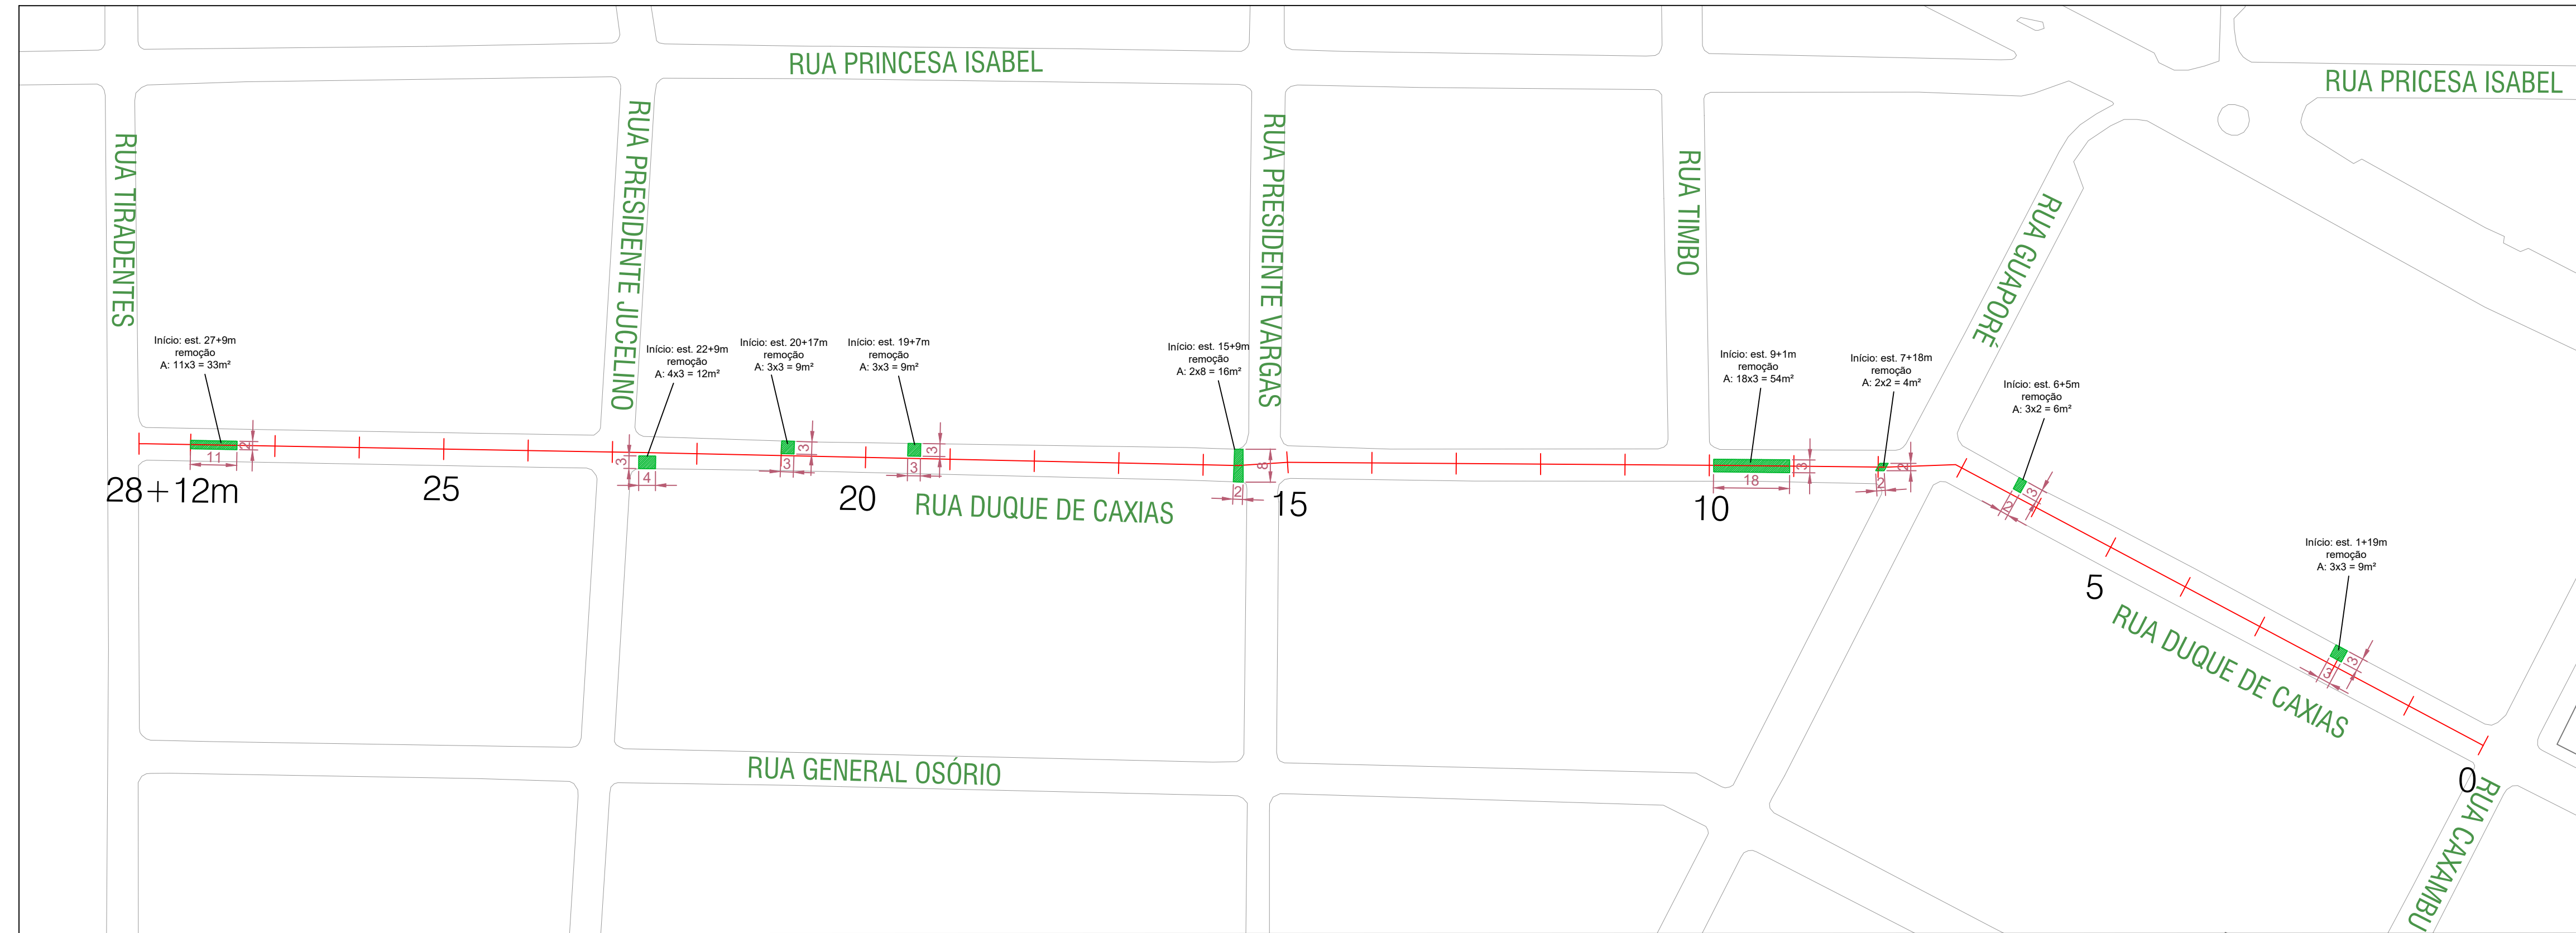 RUA PRINCESA ISABEL
RUA PRICESA ISABEL
RUA TIRADENTES
RUA PRESIDENTE JUCELINO
RUA PRESIDENTE VARGAS
RUA TIMBO
RUA GUAPORÉ
Início: est. 27+9m
remoção
A: 11x3 = 33m²
Início: est. 22+9m
remoção
A: 4x3 = 12m²
Início: est. 20+17m
remoção
A: 3x3 = 9m²
Início: est. 19+7m
remoção
A: 3x3 = 9m²
Início: est. 15+9m
remoção
A: 2x8 = 16m²
Início: est. 9+1m
remoção
A: 18x3 = 54m²
Início: est. 7+18m
remoção
A: 2x2 = 4m²
Início: est. 6+5m
remoção
A: 3x2 = 6m²
Início: est. 1+19m
remoção
A: 3x3 = 9m²
11
2
3
4
3
3
3
3
8
2
18
3
2
2
3
2
3
3
28+12m
25
20
15
10
5
0
RUA DUQUE DE CAXIAS
RUA DUQUE DE CAXIAS
RUA GENERAL OSÓRIO
RUA CAXAMBU